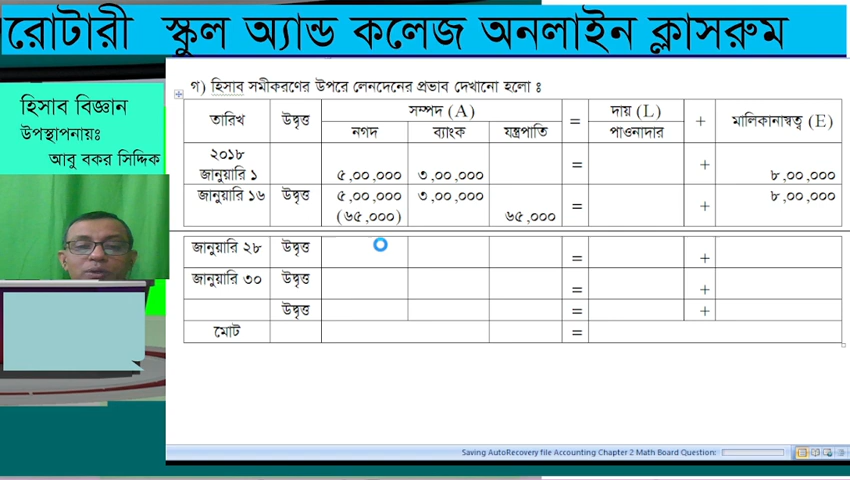 রোটারী স্কুল অ্যান্ড কলেজ অনলাইন ক্লাসরুম
হিসাব বিজ্ঞান
উপস্থাপনায়ঃ
আবু বকর সিদ্দিক
গ) হিসাব সমীকরণের উপরে লেনদেনের প্রভাব দেখানো হলো ঃ
তারিখ উদ্বৃত্ত সম্পদ (A) = দায় (L) + মালিকানাস্বত্ব (E)
নগদ ব্যাংক যন্ত্রপাতি পাওনাদার
২০১৮
জানুয়ারি ১ ৫,০০,০০০ ৩,০০,০০০ = + ৮,০০,০০০
জানুয়ারি ১৬ উদ্বৃত্ত ৫,০০,০০০ ৩,০০,০০০ = + ৮,০০,০০০
(৬৫,০০০) ৬৫,০০০
জানুয়ারি ২৮ উদ্বৃত্ত = +
জানুয়ারি ৩০ উদ্বৃত্ত = +
উদ্বৃত্ত = +
মোট =
Saving AutoRecovery file Accounting Chapter 2 Math Board Question: